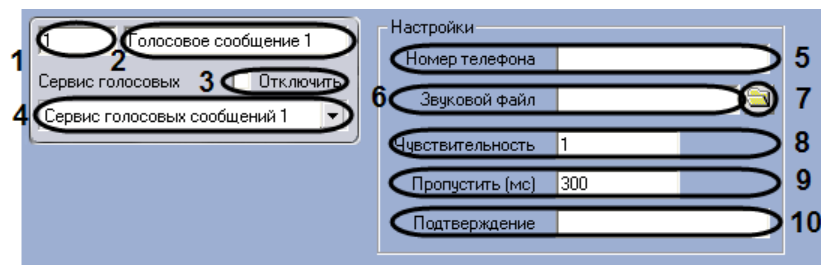 1 Голосовое сообщение 1
1 2
Сервис голосовых 3 Отключить
4 Сервис голосовых сообщений 1
Настройки
Номер телефона 5
6 Звуковой файл 7
Чувствительность 1 8
Пропустить (мс) 300 9
Подтверждение 10